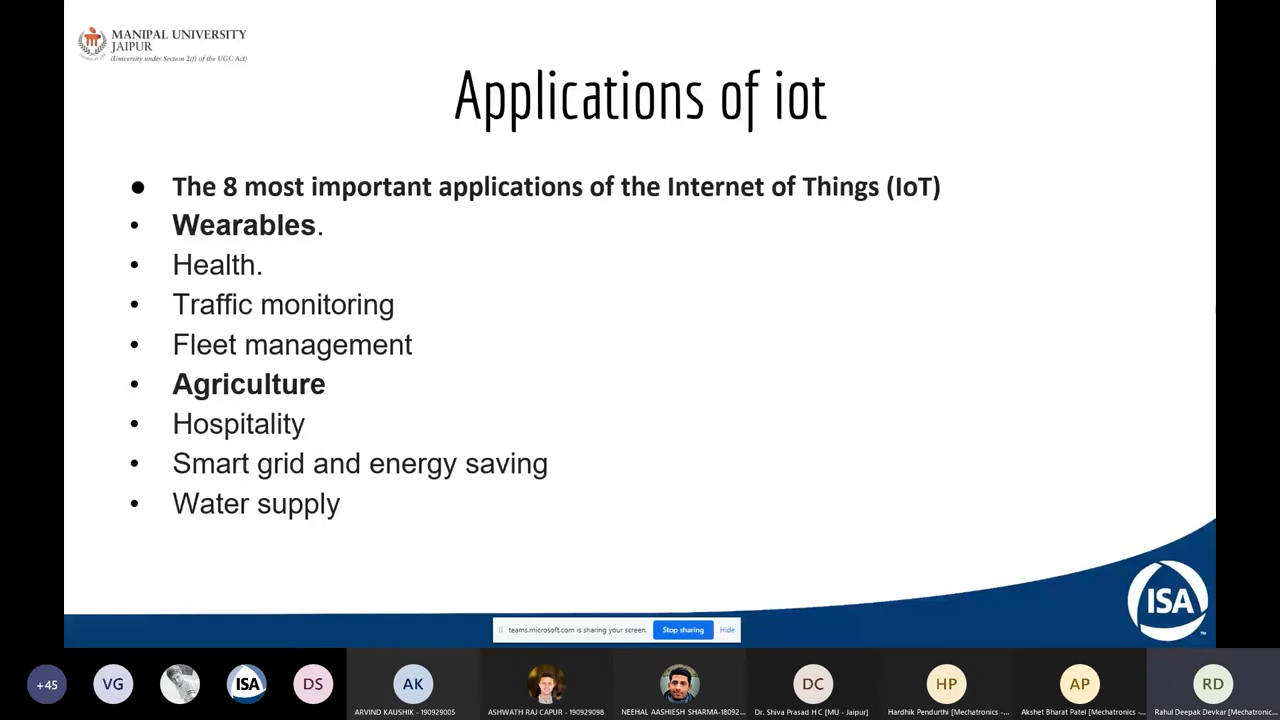 MANIPAL UNIVERSITY
JAIPUR
(University under Section 2(f) of the UGC Act)
Applications of iot
● The 8 most important applications of the Internet of Things (IoT)
• Wearables.
• Health.
• Traffic monitoring
• Fleet management
• Agriculture
• Hospitality
• Smart grid and energy saving
• Water supply
ISA
teams.microsoft.com is sharing your screen. Stop sharing Hide
+45 VG ISA DS AK DC HP AP RD
ARVIND KAUSHIK - 190929005 ASHWATH RAJ CAPUR - 190929098 NEEHAL AASHIESH SHARMA-18092... Dr. Shiva Prasad H C [MU - Jaipur] Hardhik Pendurthi [Mechatronics -... Akshet Bharat Patel [Mechatronics -... Rahul Deepak Devkar [Mechatronic...